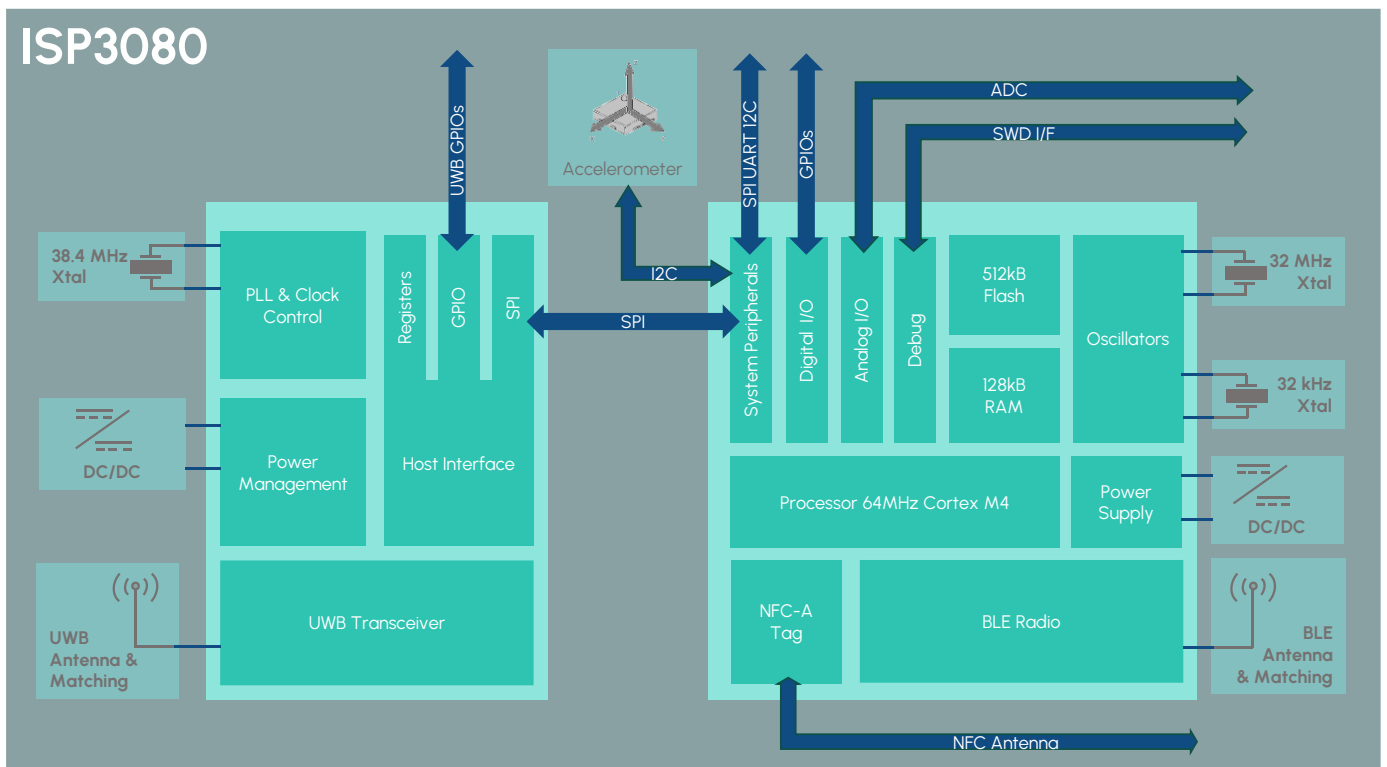 ISP3080
UWB GPIOs
Accelerometer
SPI UART I2C
GPIOs
ADC
SWD I/F
38.4 MHz
Xtal
PLL & Clock
Control
Registers
GPIO
SPI
I2C
SPI
System Peripherals
Digital I/O
Analog I/O
Debug
512kB
Flash
128kB
RAM
Oscillators
32 MHz
Xtal
32 kHz
Xtal
DC/DC
Power
Management
Host Interface
Processor 64MHz Cortex M4
Power
Supply
DC/DC
UWB
Antenna &
Matching
UWB Transceiver
NFC-A
Tag
BLE Radio
BLE
Antenna
& Matching
NFC Antenna